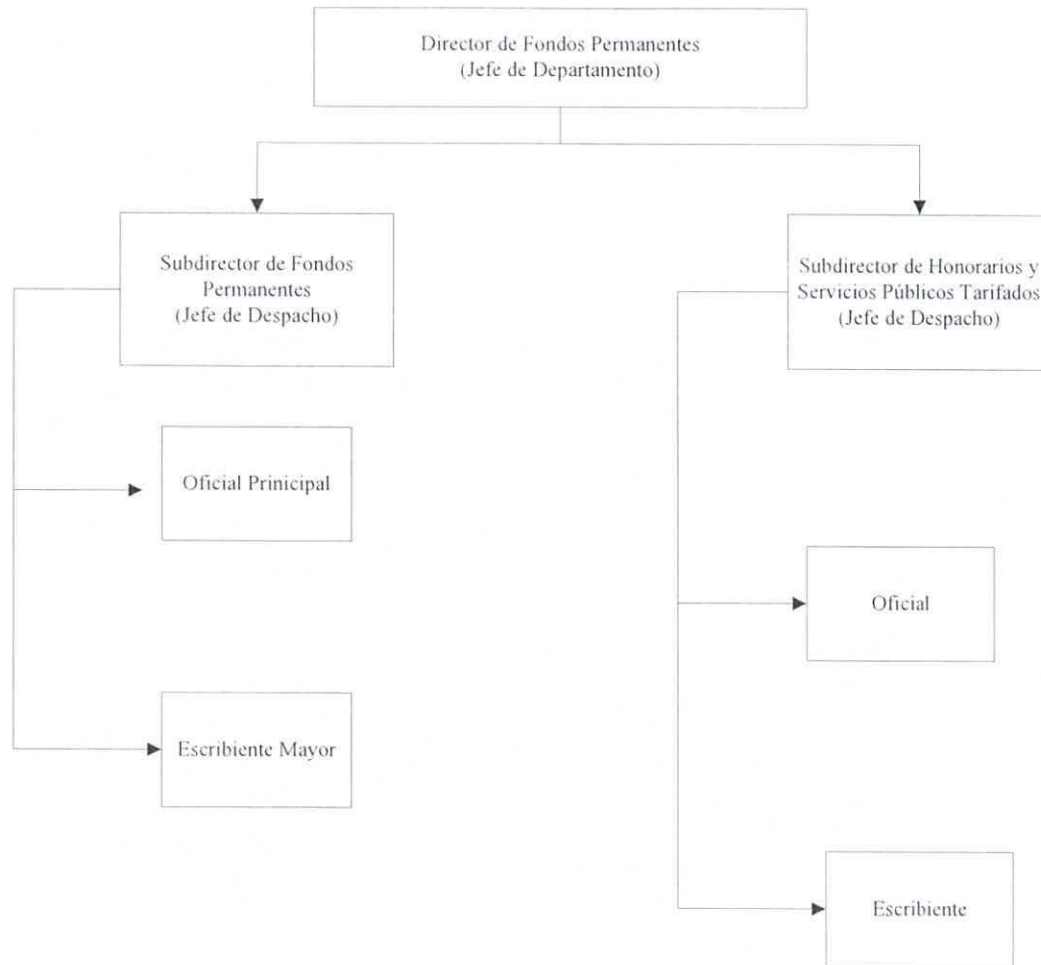 Director de Fondos Permanentes
(Jefe de Departamento)
Subdirector de Fondos
Permanentes
(Jefe de Despacho)
Subdirector de Honorarios y
Servicios Públicos Tarifados
(Jefe de Despacho)
Oficial Prinicipal
Oficial
Escribiente Mayor
Escribiente